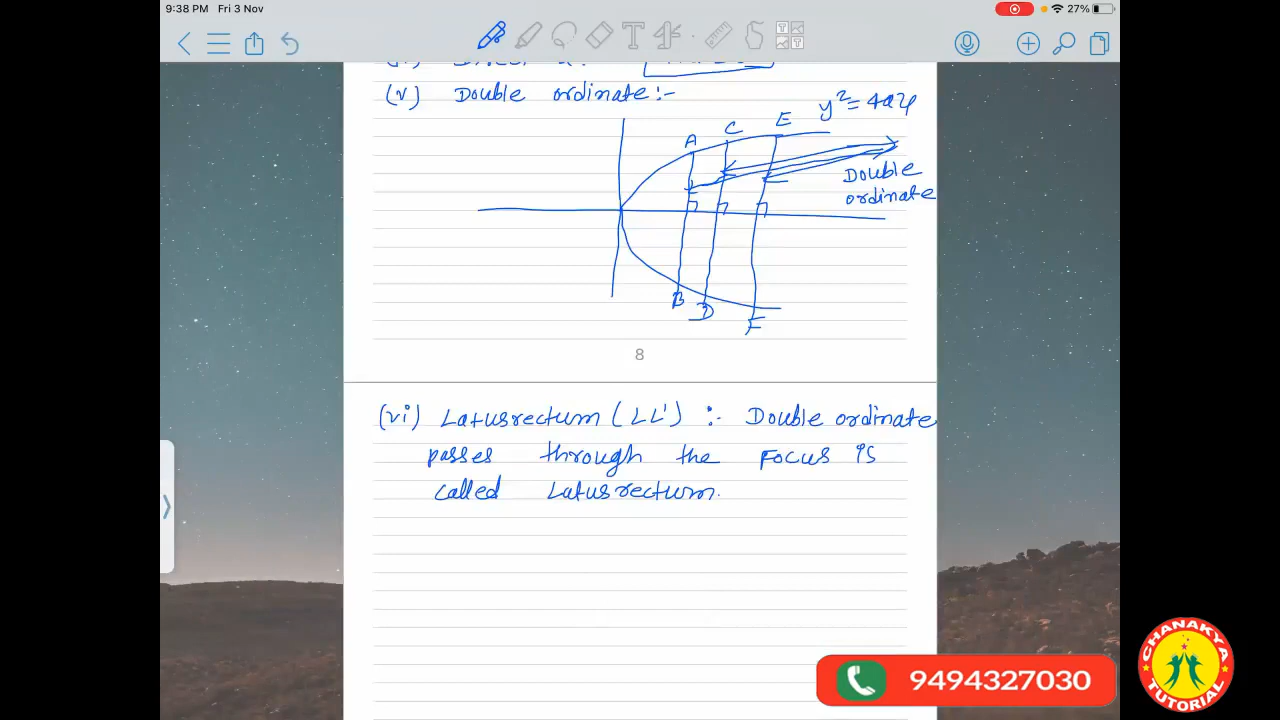 9:38 PM Fri 3 Nov
27%
(v) Double ordinate :-
y² = 4ax
A
C
E
Double
ordinate
B
D
F
8
(vi) Latusrectum (LL') :- Double ordinate
passes through the Focus is
called Latusrectum.
9494327030
CHANAKYA
TUTORIAL